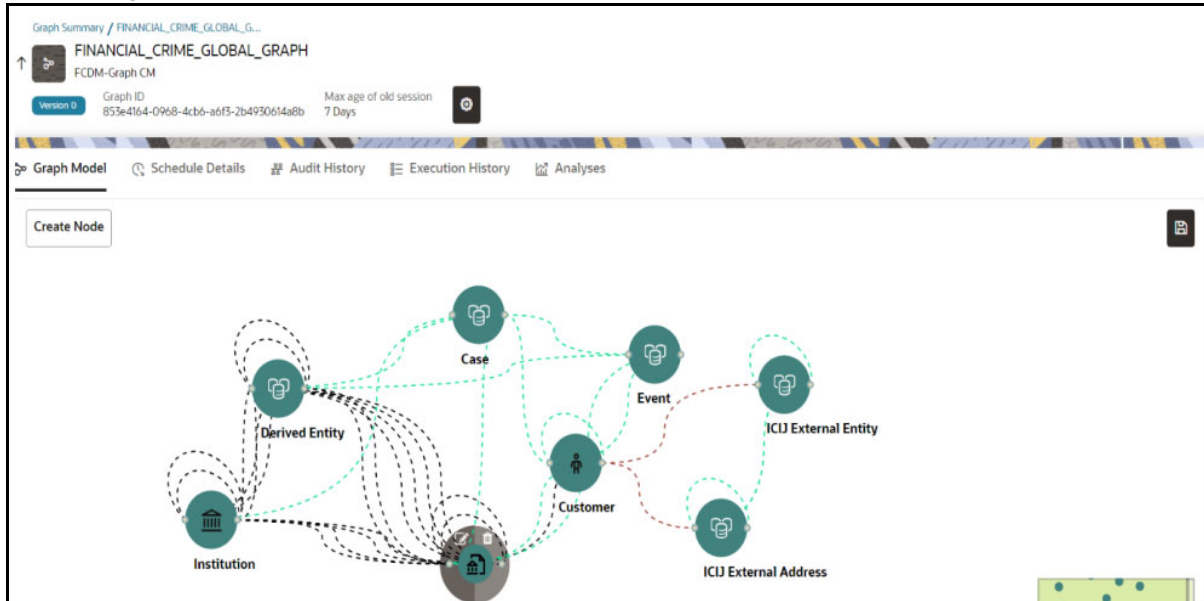 Graph Summary / FINANCIAL_CRIME_GLOBAL_G...
FINANCIAL_CRIME_GLOBAL_GRAPH
FCDM-Graph CM
Version 0
Graph ID
853e4164-0968-4cb6-a6f3-2b4930614a8b
Max age of old session
7 Days
Graph Model
Schedule Details
Audit History
Execution History
Analyses
Create Node
Case
Event
Derived Entity
ICIJ External Entity
Customer
Institution
ICIJ External Address